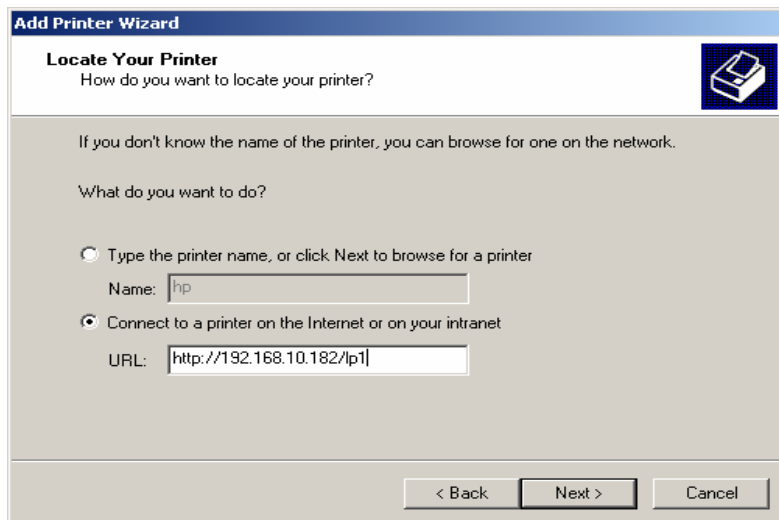 Add Printer Wizard
Locate Your Printer
How do you want to locate your printer?
If you don't know the name of the printer, you can browse for one on the network.
What do you want to do?
Type the printer name, or click Next to browse for a printer
Name: hp
Connect to a printer on the Internet or on your intranet
URL: http://192.168.10.182/lp1
< Back Next > Cancel